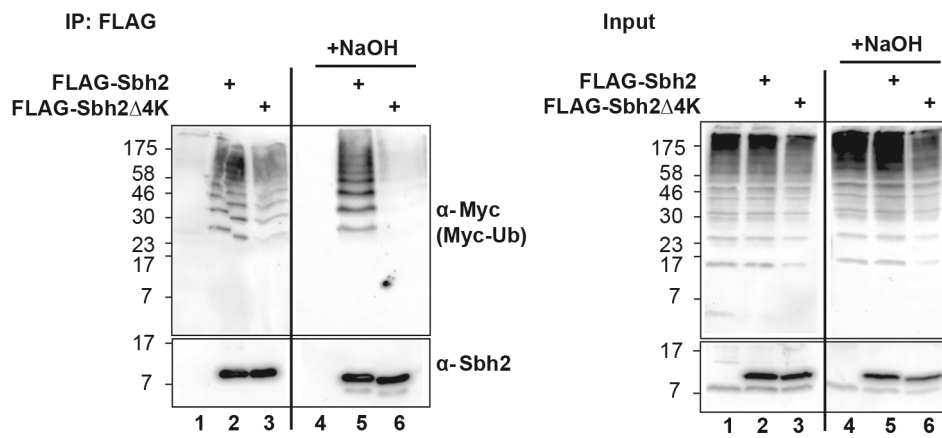 IP: FLAG
+NaOH
FLAG-Sbh2 + +
FLAG-Sbh2Δ4K + +
175
58
46
30
23
17
7
α-Myc
(Myc-Ub)
17
7
α-Sbh2
1 2 3 4 5 6
Input
+NaOH
FLAG-Sbh2 + +
FLAG-Sbh2Δ4K + +
175
58
46
30
23
17
7
17
7
1 2 3 4 5 6